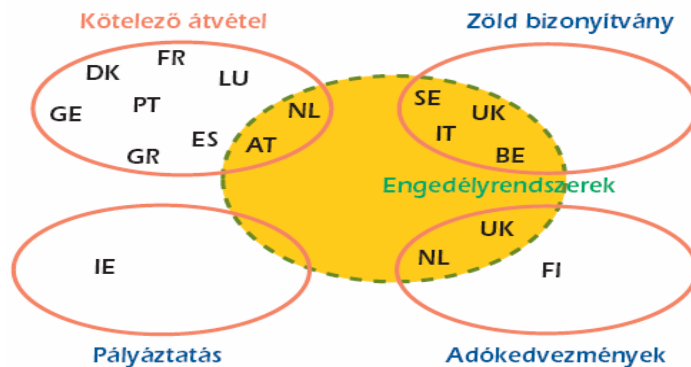 Kötelező átvétel
Zöld bizonyítvány
DK FR LU
GE PT NL
GR ES AT
SE UK
IT BE
Engedélyrendszerek
IE
UK
NL FI
Pályáztatás
Adókedvezmények